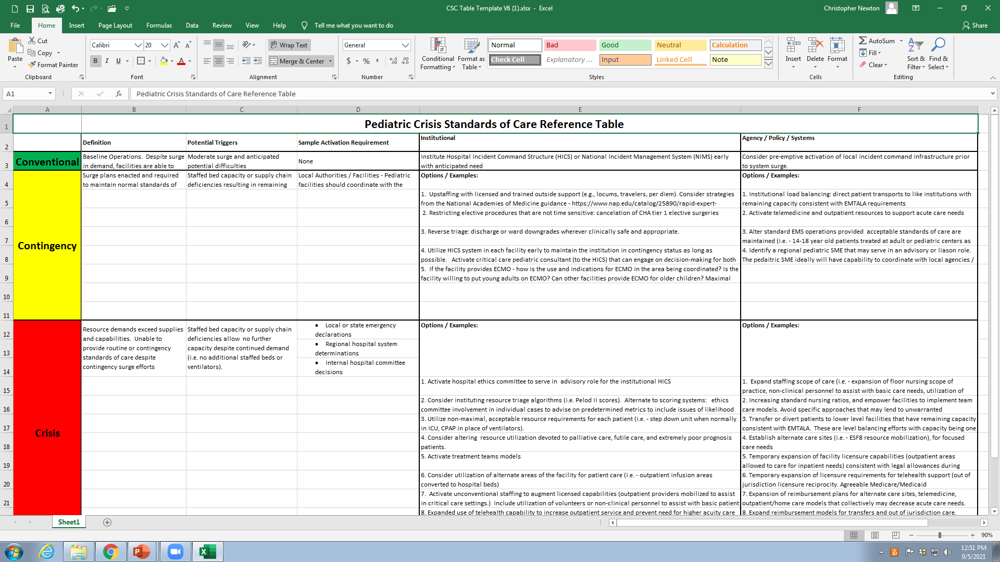 CSC Table Template V6 (1).xlsx - Excel
Christopher Newton
File Home Insert Page Layout Formulas Data Review View Help Tell me what you want to do
Share
Paste
Cut
Copy
Format Painter
Clipboard
Calibri 20
B I U
Font
Wrap Text
Merge & Center
Alignment
General
$ % ,
Number
Conditional Formatting
Format as Table
Normal Bad Good Neutral Calculation
Check Cell Explanatory ... Input Linked Cell Note
Styles
Insert Delete Format
Cells
AutoSum
Fill
Clear
Sort & Filter
Find & Select
Editing
A1
fx
Pediatric Crisis Standards of Care Reference Table
A B C D E F
1
Pediatric Crisis Standards of Care Reference Table
2
Definition
Potential Triggers
Sample Activation Requirement
Institutional
Agency / Policy / Systems
3
Conventional
Baseline Operations.  Despite surge
in demand, facilities are able to
Moderate surge and anticipated
potential difficulties
None
Institute Hospital Incident Command Structure (HICS) or National Incident Management System (NIMS) early
with anticipated need
Consider pre-emptive activation of local incident command infrastructure prior
to system surge.
4
Contingency
Surge plans enacted and required
to maintain normal standards of
Staffed bed capacity or supply chain
deficiencies resulting in remaining
Local Authorities / Facilities - Pediatric
facilities should coordinate with the
Options / Examples:
Options / Examples:
5
1.  Upstaffing with licensed and trained outside support (e.g., locums, travelers, per diem). Consider strategies
from the National Academies of Medicine guidance - https://www.nap.edu/catalog/25890/rapid-expert-
1. Institutional load balancing: direct patient transports to like institutions with
remaining capacity consistent with EMTALA requirements
6
2. Restricting elective procedures that are not time sensitive: cancelation of CHA tier 1 elective surgeries
2. Activate telemedicine and outpatient resources to support acute care needs
7
3. Reverse triage: discharge or ward downgrades wherever clinically safe and appropriate.
3. Alter standard EMS operations provided  acceptable standards of care are
maintained (i.e. - 14-18 year old patients treated at adult or pediatric centers as
8
4. Utilize HICS system in each facility early to maintain the institution in contingency status as long as
possible.   Activate critical care pediatric consultant (to the HICS) that can engage on decision-making for both
4. Identify a regional pediatric SME that may serve in an advisory or liason role.
The pedaitric SME ideally will have capability to coordinate with local agencies /
9
5.  If the facility provides ECMO - how is the use and indications for ECMO in the area being coordinated? Is the
facility willing to put young adults on ECMO? Can other facilities provide ECMO for older children? Maximal
10
11
12
Crisis
Resource demands exceed supplies
and capabilities.  Unable to
provide routine or contingency
standards of care despite
contingency surge efforts
Staffed bed capacity or supply chain
deficiencies allow  no further
capacity despite continued demand
(i.e. no additional staffed beds or
ventilators).
• Local or state emergency
declarations
Options / Examples:
Options / Examples:
13
• Regional hospital system
determinations
14
• Internal hospital committee
decisions
15
1. Activate hospital ethics committee to serve in  advisory role for the institutional HICS
1.  Expand staffing scope of care (i.e. - expansion of floor nursing scope of
practice, non-clinical personnel to assist with basic care needs, utilization of
16
2. Consider instituting resource triage algorithms (i.e. Pelod II scores).  Alternate to scoring systems:   ethics
committee involvement in individual cases to advise on predetermined metrics to include issues of likelihood
2. Increasing standard nursing ratios, and empower facilities to implement team
care models. Avoid specific approaches that may lend to unwarranted
17
3. Utilize non-maximal, acceptable resource requirements for each patient (i.e. - step down unit when normally
in ICU, CPAP in place of ventilators).
3. Transfer or divert patients to lower level facilities that have remaining capacity
consistent with EMTALA.  These are level balancing efforts with capacity being one
18
4. Consider altering  resource utilization devoted to palliative care, futile care, and extremely poor prognosis
patients.
4. Establish alternate care sites (i.e. - ESF8 resource mobilization), for focused
care needs
19
5. Activate treatment teams models
5. Temporary expansion of facility licensure capabilities (outpatient areas
allowed to care for inpatient needs) consistent with legal allowances during
20
6. Consider utilization of alternate areas of the facility for patient care (i.e. - outpatient infusion areas
converted to hospital beds)
6. Temporary expansion of licensure requirements for telehealth support (out of
jurisdiction licensure reciprocity. Agreeable Medicare/Medicaid
21
7.  Activate unconventional staffing to augment licensed capabilities (outpatient providers mobilized to assist
in critical care settings.)  Include utilization of volunteers or non-clinical personnel to assist with basic patient
7. Expansion of reimbursement plans for alternate care sites, telemedicine,
outpatient/home care models that collectively may decrease acute care needs.
8. Expanded use of telehealth capability to increase outpatient service and prevent need for higher acuity care
8. Expand reimbursement models for transfers and out of jurisdiction care.
Sheet1
90%
12:51 PM
9/5/2021